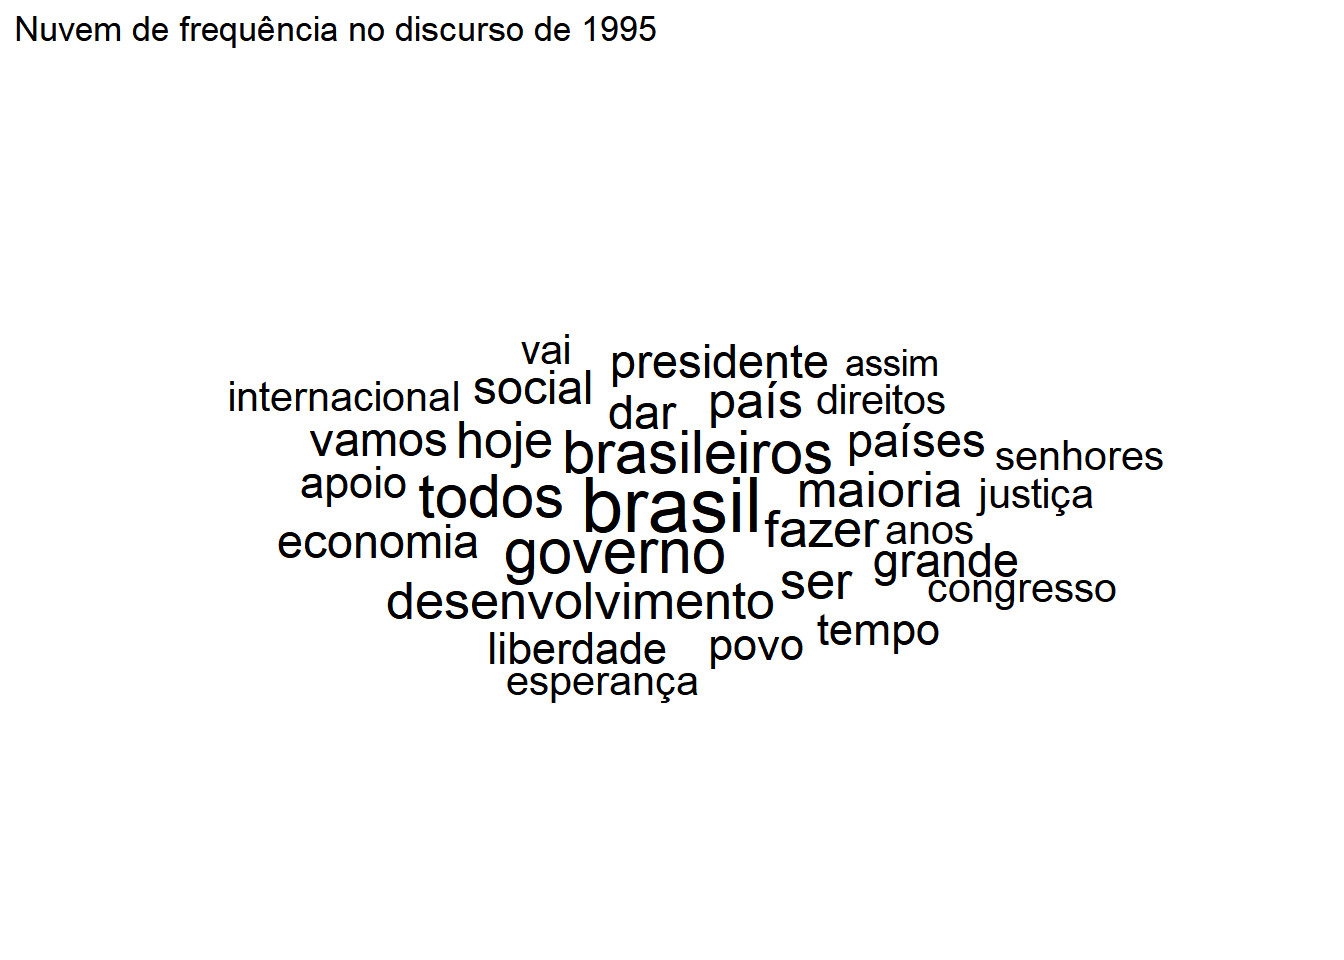 Nuvem de frequência no discurso de 1995
vai
presidente
assim
internacional
social
dar
país
direitos
vamos
hoje
brasileiros
países
senhores
apoio
todos
brasil
maioria
justiça
economia
governo
fazer
anos
grande
desenvolvimento
ser
congresso
liberdade
povo
tempo
esperança